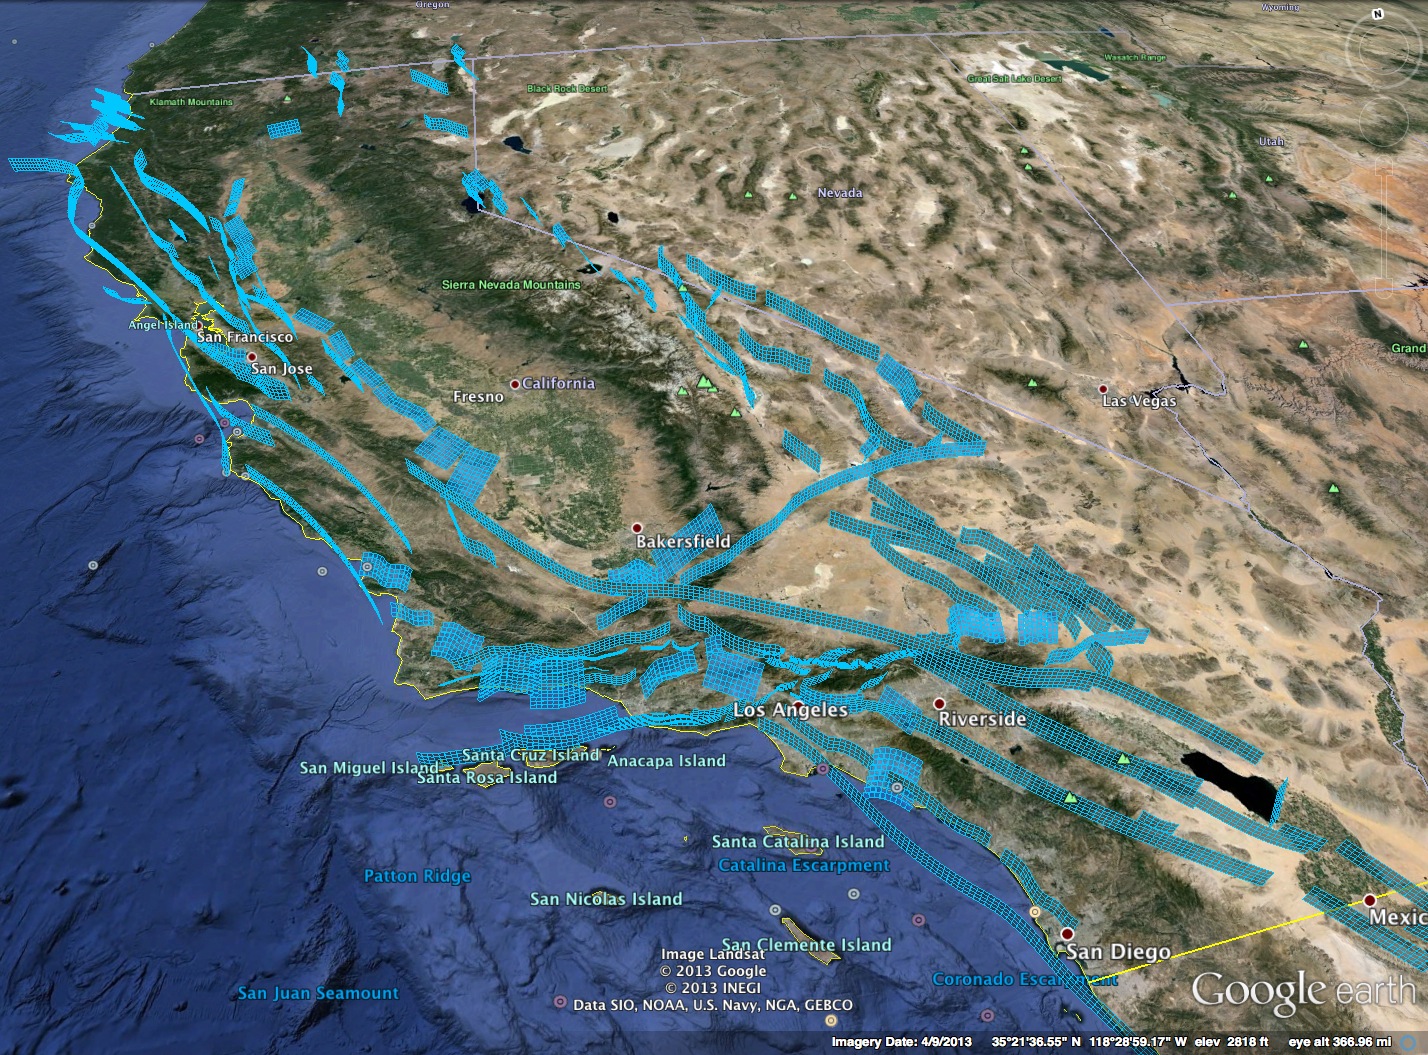 Oregon
Wyoming
N
Wasatch Range
Great Salt Lake Desert
Black Rock Desert
Klamath Mountains
Utah
Nevada
Sierra Nevada Mountains
Angel Island
San Francisco
Grand
San Jose
California
Fresno
Las Vegas
Bakersfield
Los Angeles
Riverside
Santa Cruz Island
Anacapa Island
San Miguel Island
Santa Rosa Island
Santa Catalina Island
Catalina Escarpment
Patton Ridge
San Nicolas Island
Mexic
San Clemente Island
San Diego
Image Landsat
© 2013 Google
© 2013 INEGI
Data SIO, NOAA, U.S. Navy, NGA, GEBCO
Coronado Escarpment
San Juan Seamount
Google earth
Imagery Date: 4/9/2013 35°21'36.55" N 118°28'59.17" W elev 2818 ft eye alt 366.96 mi